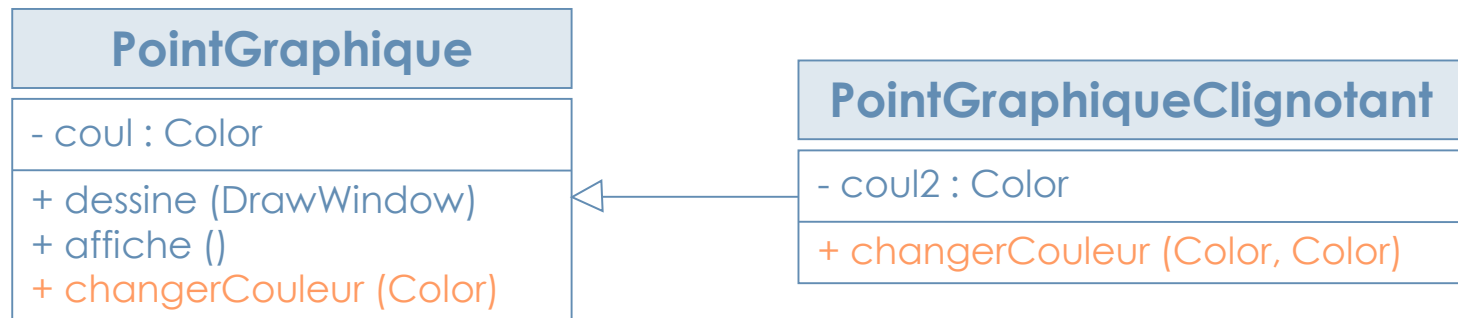 PointGraphique
- coul : Color
+ dessine (DrawWindow)
+ affiche ()
+ changerCouleur (Color)
PointGraphiqueClignotant
- coul2 : Color
+ changerCouleur (Color, Color)